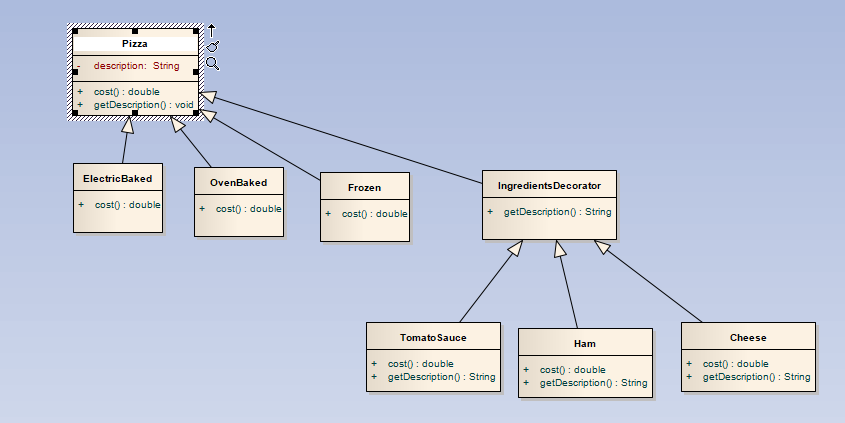 Pizza
- description: String
+ cost() : double
+ getDescription() : void
ElectricBaked
+ cost() : double
OvenBaked
+ cost() : double
Frozen
+ cost() : double
IngredientsDecorator
+ getDescription() : String
TomatoSauce
+ cost() : double
+ getDescription() : String
Ham
+ cost() : double
+ getDescription() : String
Cheese
+ cost() : double
+ getDescription() : String